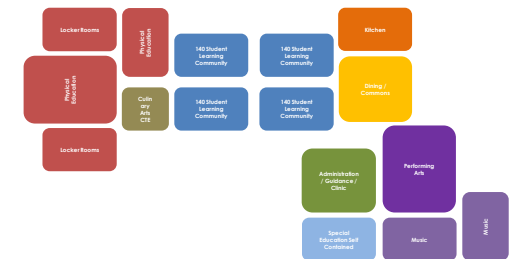 Locker Rooms
Physical
Education
Kitchen
140 Student
Learning
Community
140 Student
Learning
Community
Physical
Education
Dining /
Commons
Culin
ary
Arts
CTE
140 Student
Learning
Community
140 Student
Learning
Community
Locker Rooms
Administration
/ Guidance /
Clinic
Performing
Arts
Special
Education Self
Contained
Music
Music